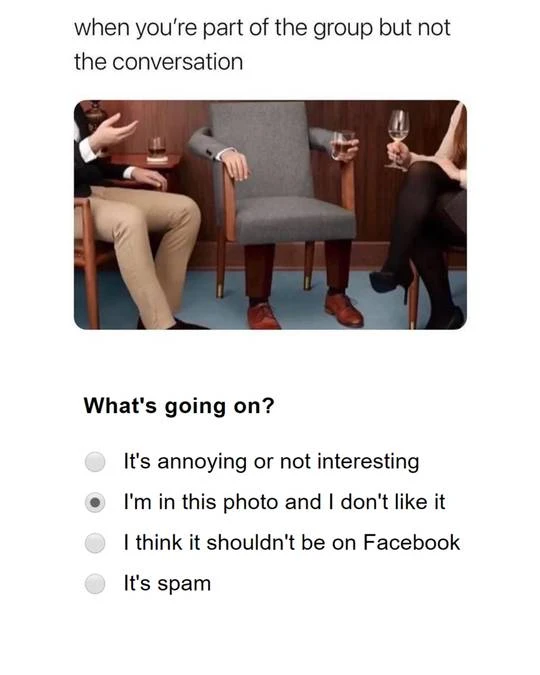 when you’re part of the group but not
the conversation
What's going on?
It's annoying or not interesting
I'm in this photo and I don't like it
I think it shouldn't be on Facebook
It's spam